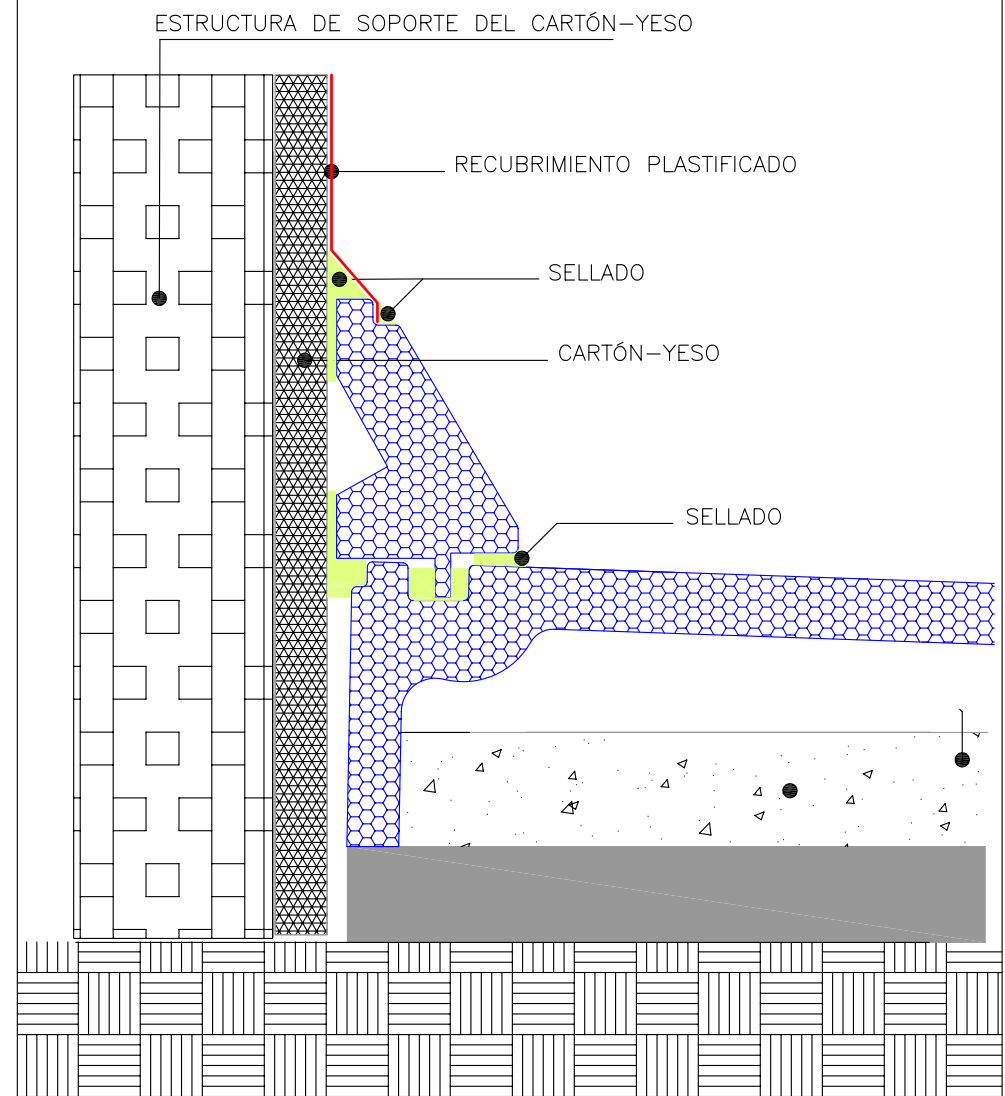 ESTRUCTURA DE SOPORTE DEL CARTÓN-YESO
RECUBRIMIENTO PLASTIFICADO
SELLADO
CARTÓN-YESO
SELLADO